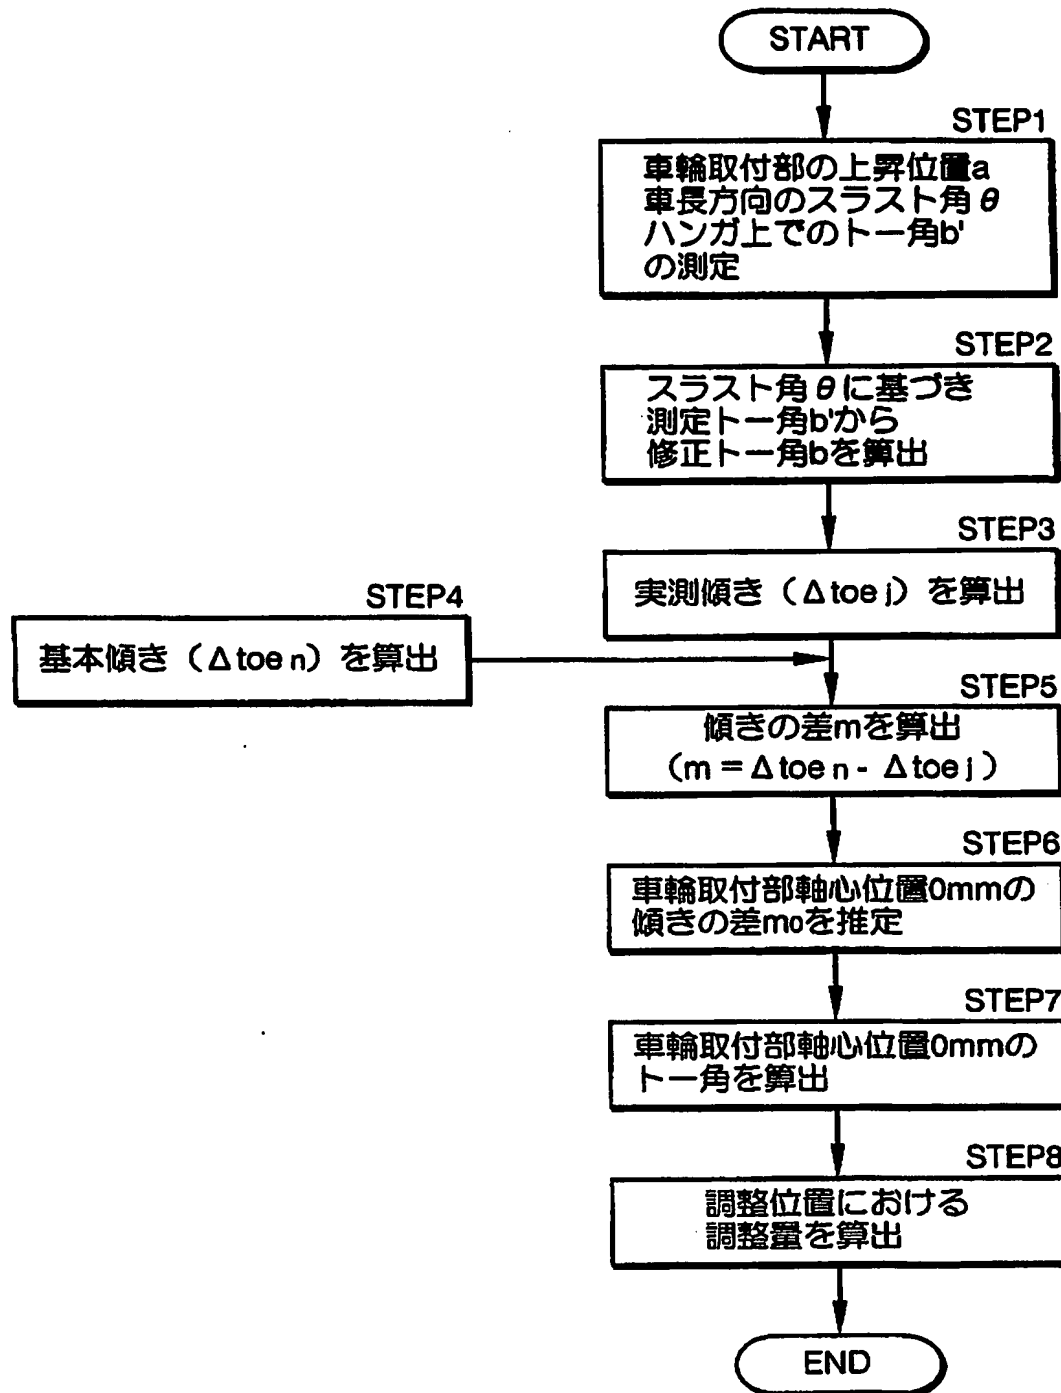 START
STEP1
車輪取付部の上昇位置a
車長方向のスラスト角θ
ハンガ上でのトー角b'
の測定
STEP2
スラスト角θに基づき
測定トー角b'から
修正トー角bを算出
STEP3
実測傾き（Δtoe j）を算出
STEP4
基本傾き（Δtoe n）を算出
STEP5
傾きの差mを算出
（m = Δtoe n - Δtoe j）
STEP6
車輪取付部軸心位置0mmの
傾きの差m0を推定
STEP7
車輪取付部軸心位置0mmの
トー角を算出
STEP8
調整位置における
調整量を算出
END